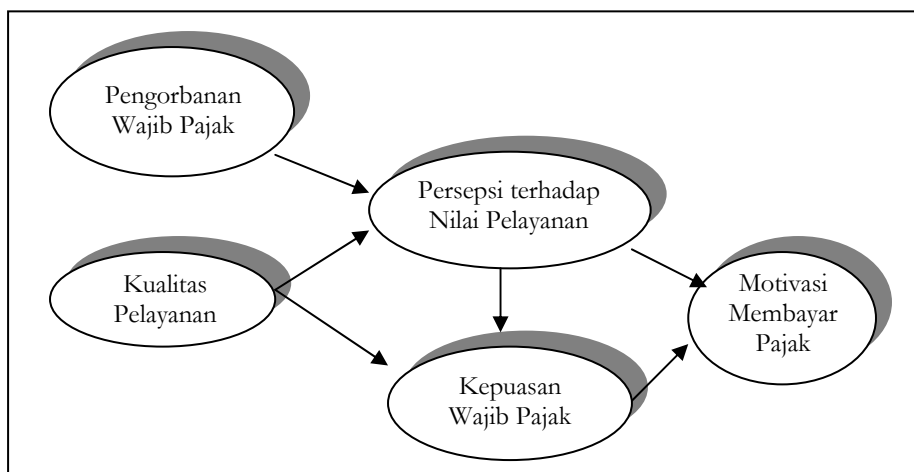 Pengorbanan
Wajib Pajak
Persepsi terhadap
Nilai Pelayanan
Kualitas
Pelayanan
Motivasi
Membayar
Pajak
Kepuasan
Wajib Pajak